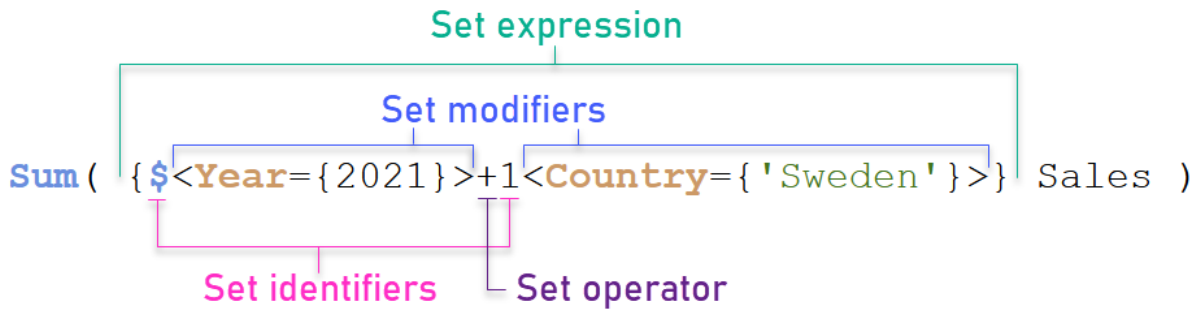 Set expression
Set modifiers
Sum( {$<Year={2021}>+1<Country={'Sweden'}>} Sales )
Set identifiers
Set operator